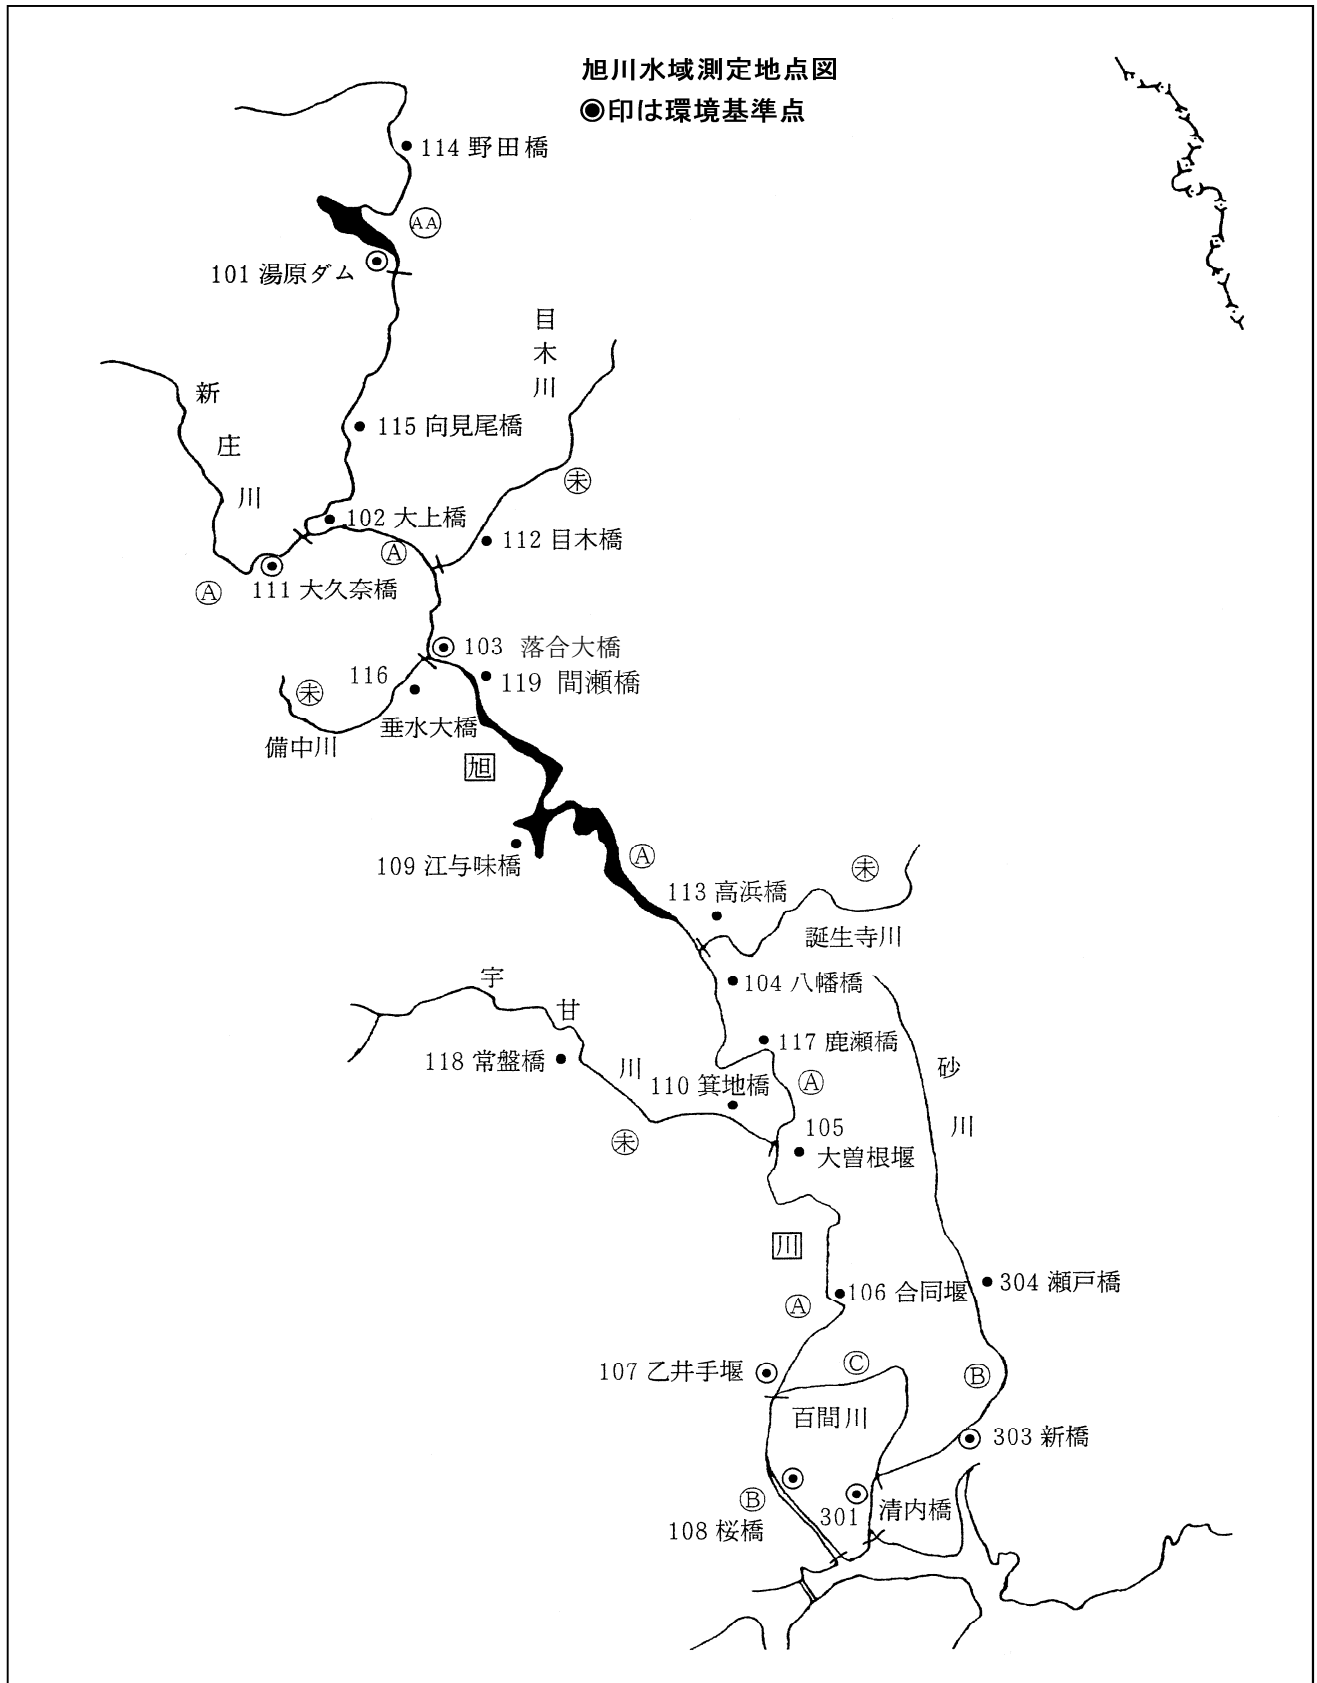 旭川水域測定地点図
◉印は環境基準点
114 野田橋
AA
101 湯原ダム
目木川
新庄川
115 向見尾橋
未
102 大上橋
112 目木橋
A
A
111 大久奈橋
103 落合大橋
116
119 間瀬橋
未
垂水大橋
備中川
旭
109 江与味橋
A
未
113 高浜橋
誕生寺川
宇甘川
104 八幡橋
117 鹿瀬橋
118 常盤橋
砂川
110 箕地橋
A
105
大曽根堰
未
川
304 瀬戸橋
106 合同堰
A
C
107 乙井手堰
B
百間川
303 新橋
B
301
清内橋
108 桜橋